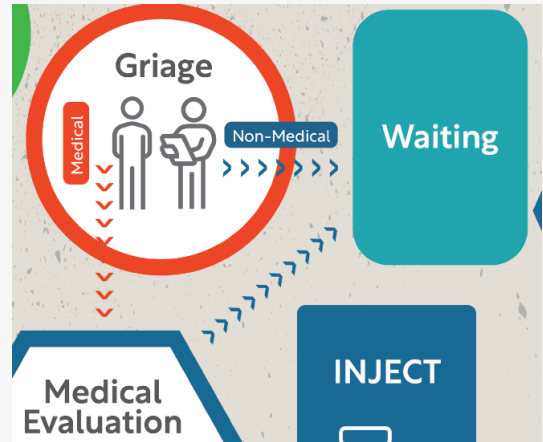 Griage
Medical
Non-Medical
Waiting
INJECT
Medical
Evaluation